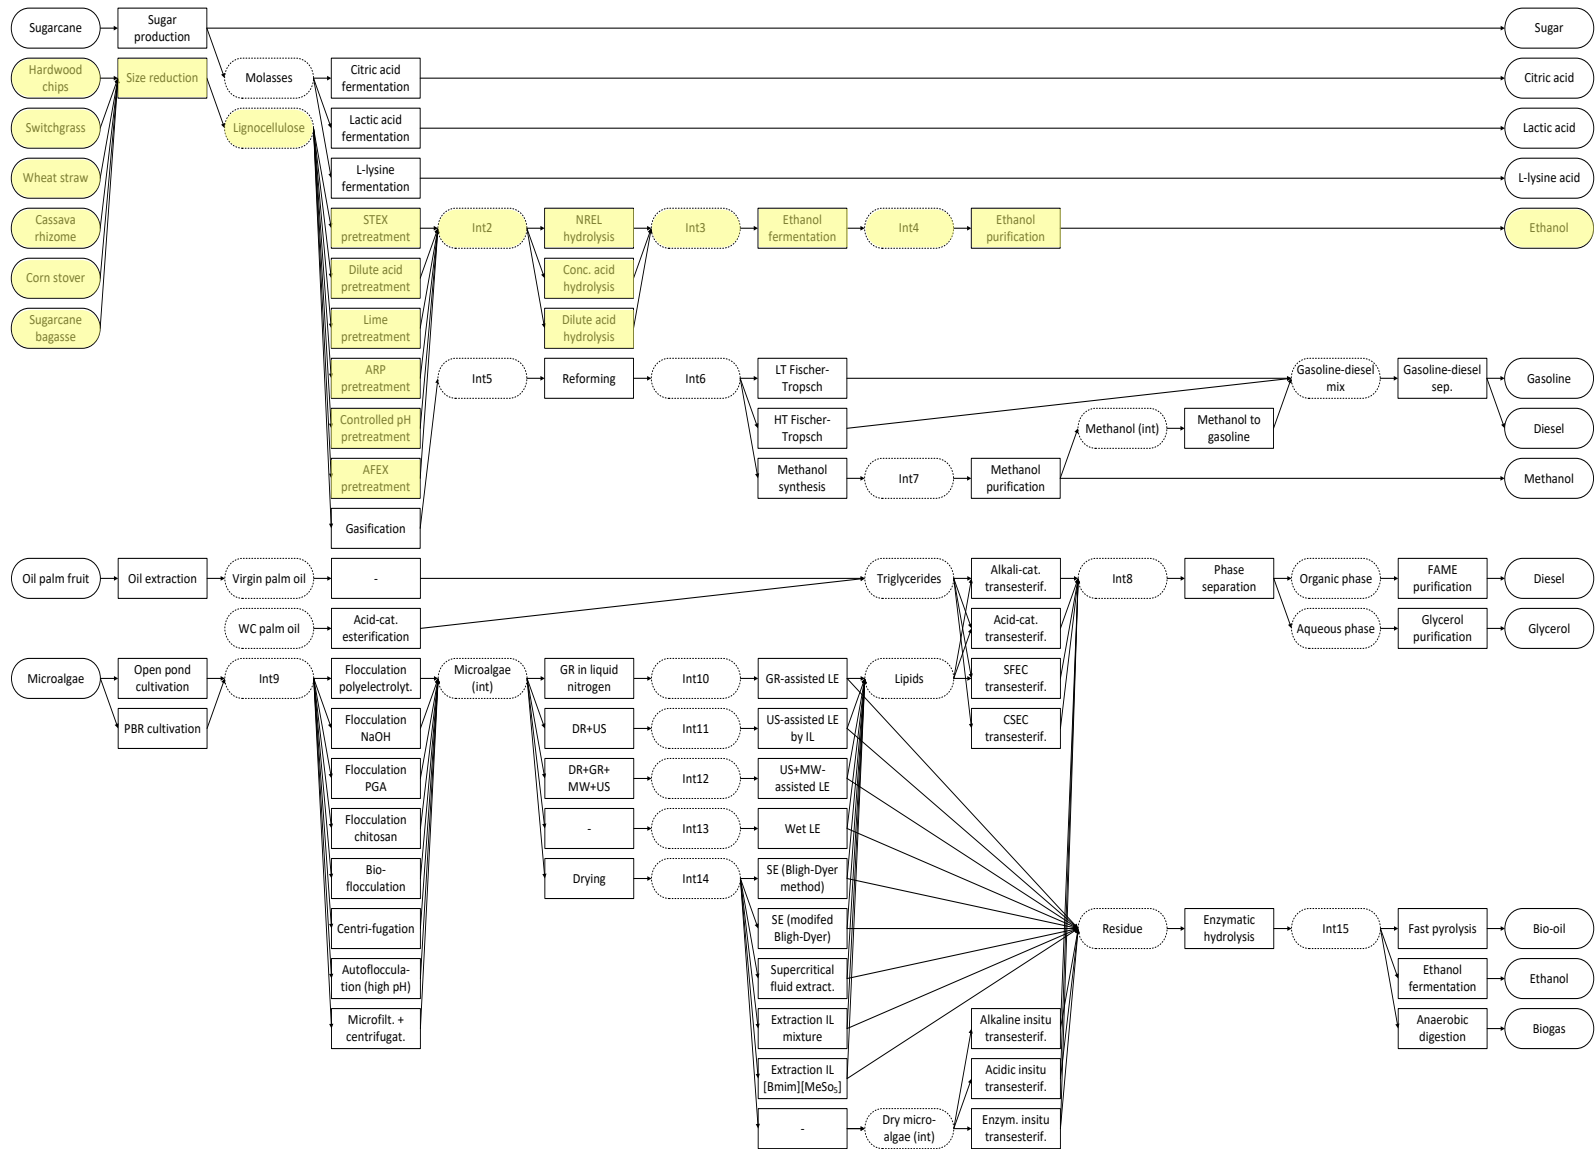 Sugarcane
Sugar
production
Sugar
Hardwood
chips
Size reduction
Molasses
Citric acid
fermentation
Citric acid
Switchgrass
Lignocellulose
Lactic acid
fermentation
Lactic acid
Wheat straw
L-lysine
fermentation
L-lysine acid
Cassava
rhizome
STEX
pretreatment
Int2
NREL
hydrolysis
Int3
Ethanol
fermentation
Int4
Ethanol
purification
Ethanol
Corn stover
Dilute acid
pretreatment
Conc. acid
hydrolysis
Sugarcane
bagasse
Lime
pretreatment
Dilute acid
hydrolysis
ARP
pretreatment
Int5
Reforming
Int6
LT Fischer-
Tropsch
Gasoline-diesel
mix
Gasoline-diesel
sep.
Gasoline
Controlled pH
pretreatment
HT Fischer-
Tropsch
Methanol (int)
Methanol to
gasoline
Diesel
AFEX
pretreatment
Methanol
synthesis
Int7
Methanol
purification
Methanol
Gasification
Oil palm fruit
Oil extraction
Virgin palm oil
-
Triglycerides
Alkali-cat.
transesterif.
Int8
Phase
separation
Organic phase
FAME
purification
Diesel
WC palm oil
Acid-cat.
esterification
Acid-cat.
transesterif.
Aqueous phase
Glycerol
purification
Glycerol
Microalgae
Open pond
cultivation
Int9
Flocculation
polyelectrolyt.
Microalgae
(int)
GR in liquid
nitrogen
Int10
GR-assisted LE
Lipids
SFEC
transesterif.
PBR cultivation
Flocculation
NaOH
DR+US
Int11
US-assisted LE
by IL
CSEC
transesterif.
Flocculation
PGA
DR+GR+
MW+US
Int12
US+MW-
assisted LE
Flocculation
chitosan
-
Int13
Wet LE
Bio-
flocculation
Drying
Int14
SE (Bligh-Dyer
method)
Centri-fugation
SE (modifed
Bligh-Dyer)
Residue
Enzymatic
hydrolysis
Int15
Fast pyrolysis
Bio-oil
Autofloccula-
tion (high pH)
Supercritical
fluid extract.
Ethanol
fermentation
Ethanol
Microfilt. +
centrifugat.
Extraction IL
mixture
Alkaline insitu
transesterif.
Anaerobic
digestion
Biogas
Extraction IL
[Bmim][MeSo₅]
Acidic insitu
transesterif.
-
Dry micro-
algae (int)
Enzym. insitu
transesterif.